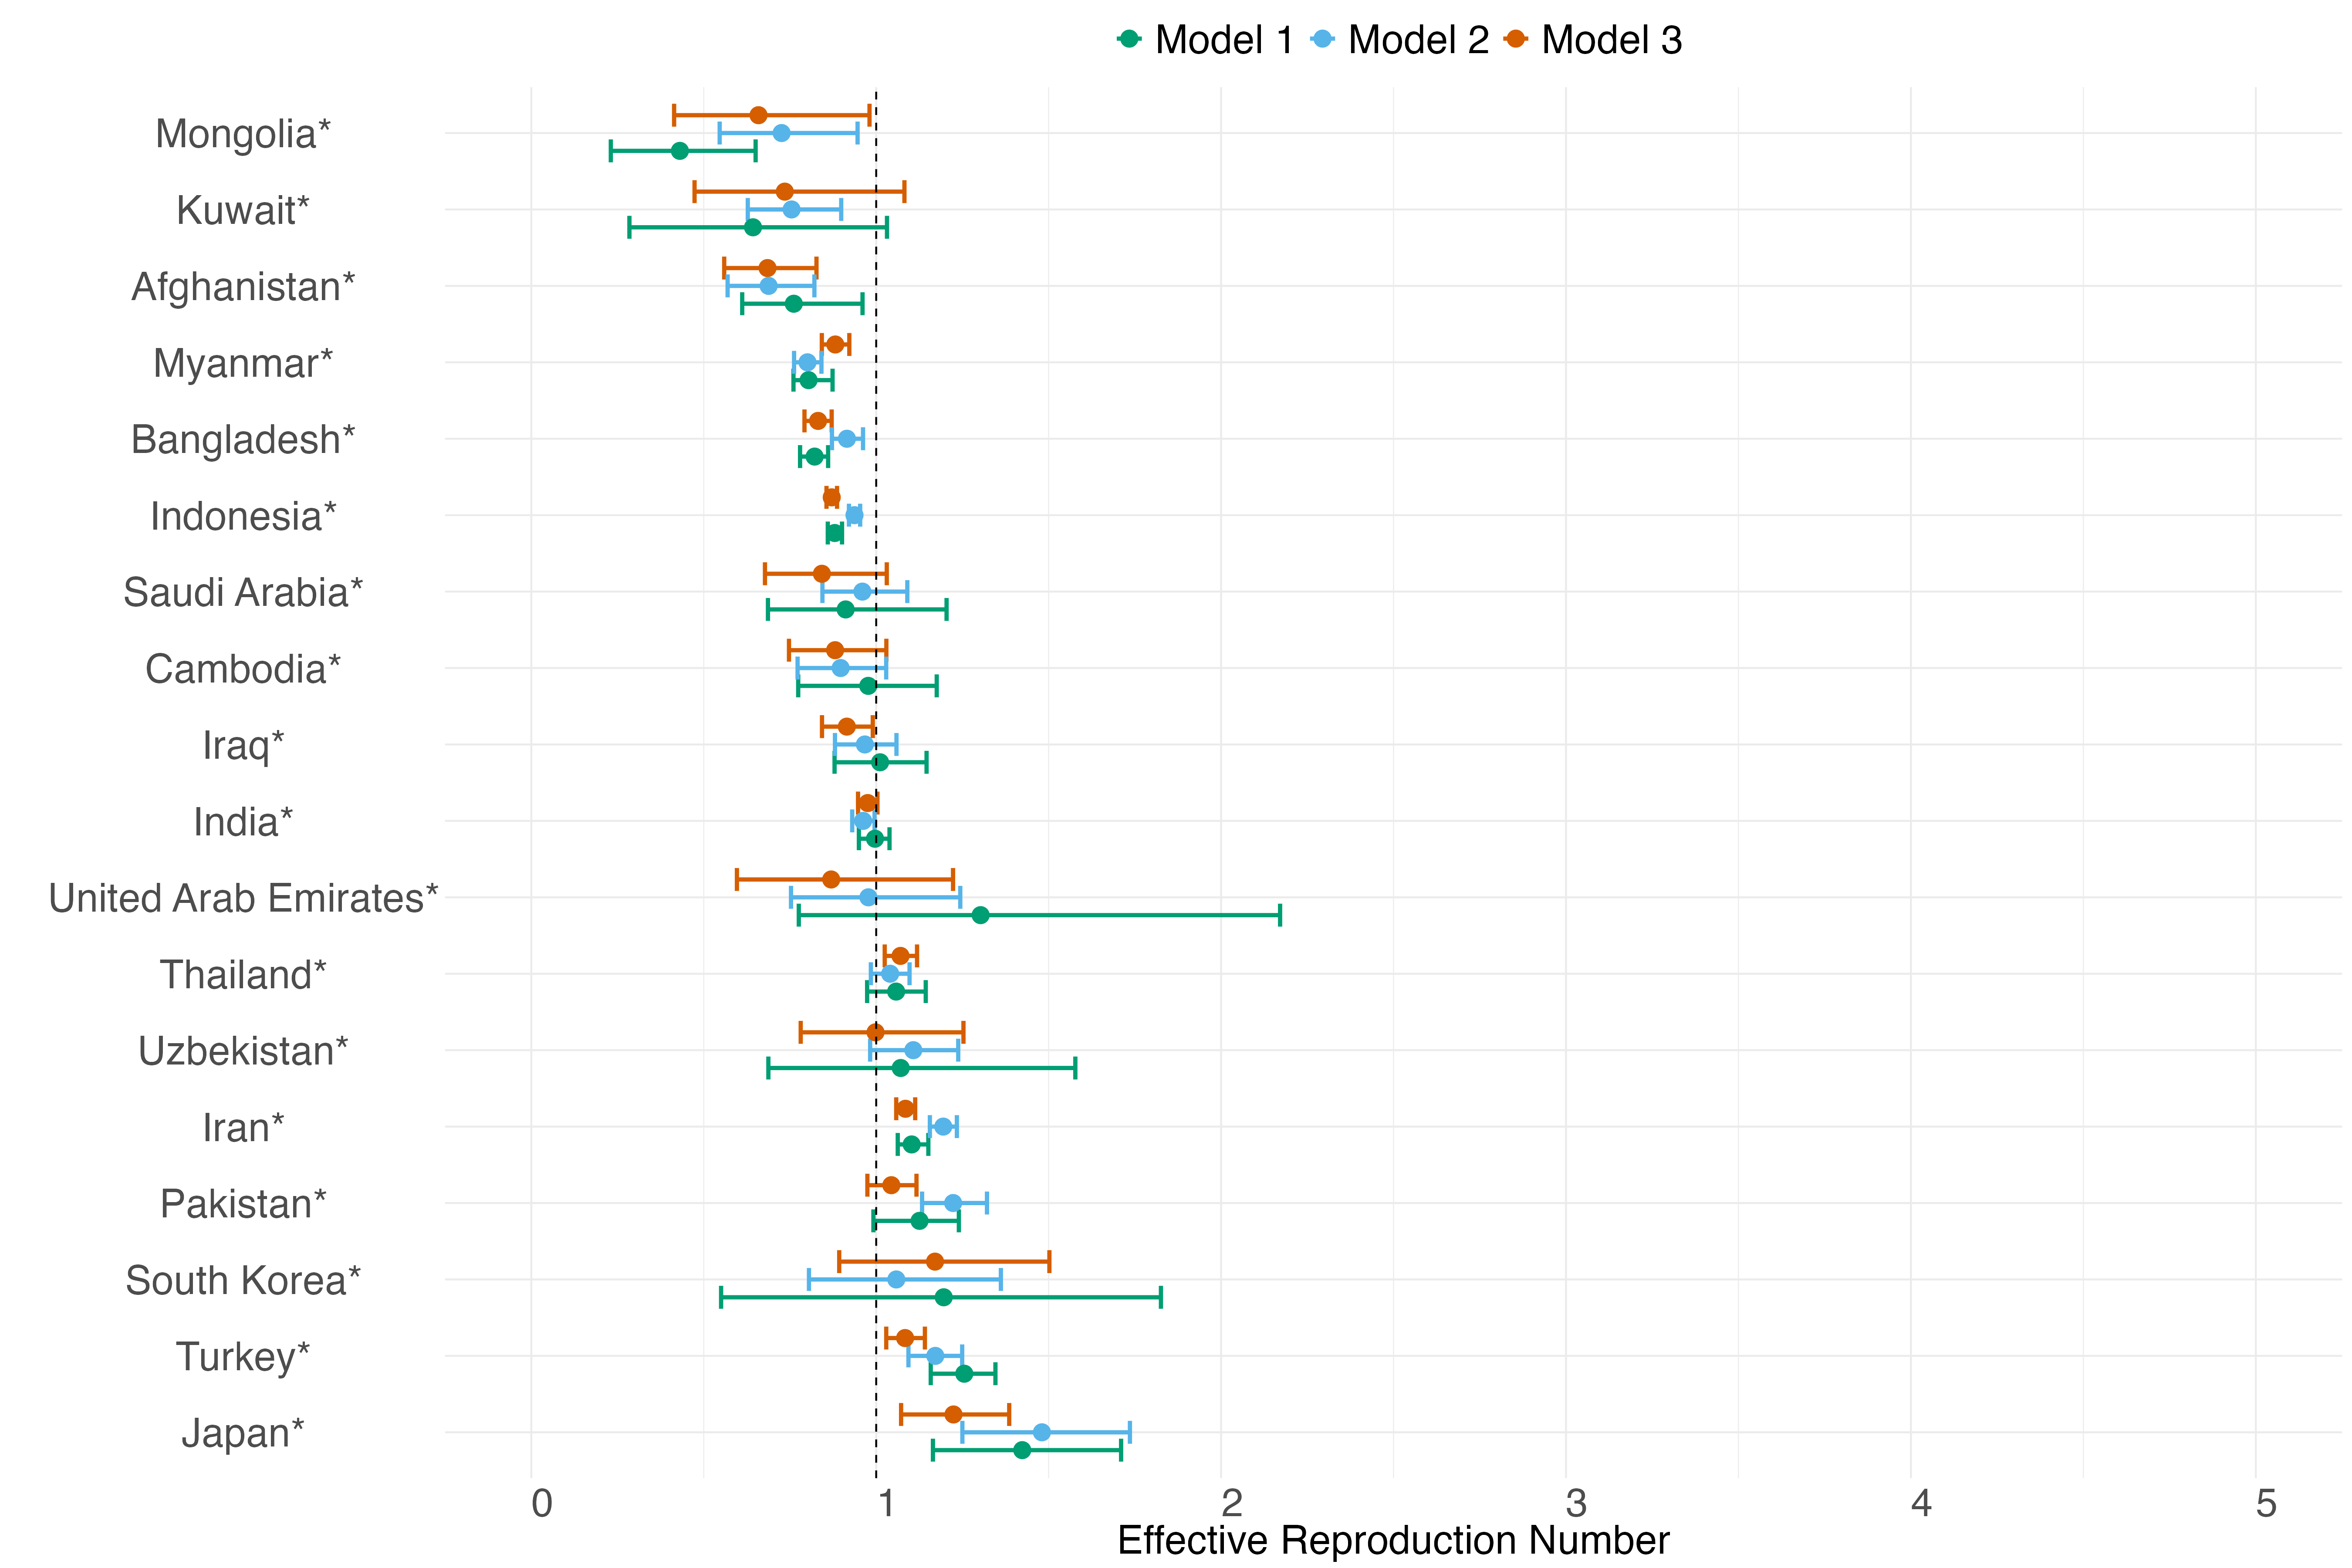 Model 1 Model 2 Model 3
Mongolia*
Kuwait*
Afghanistan*
Myanmar*
Bangladesh*
Indonesia*
Saudi Arabia*
Cambodia*
Iraq*
India*
United Arab Emirates*
Thailand*
Uzbekistan*
Iran*
Pakistan*
South Korea*
Turkey*
Japan*
0 1 2 3 4 5
Effective Reproduction Number